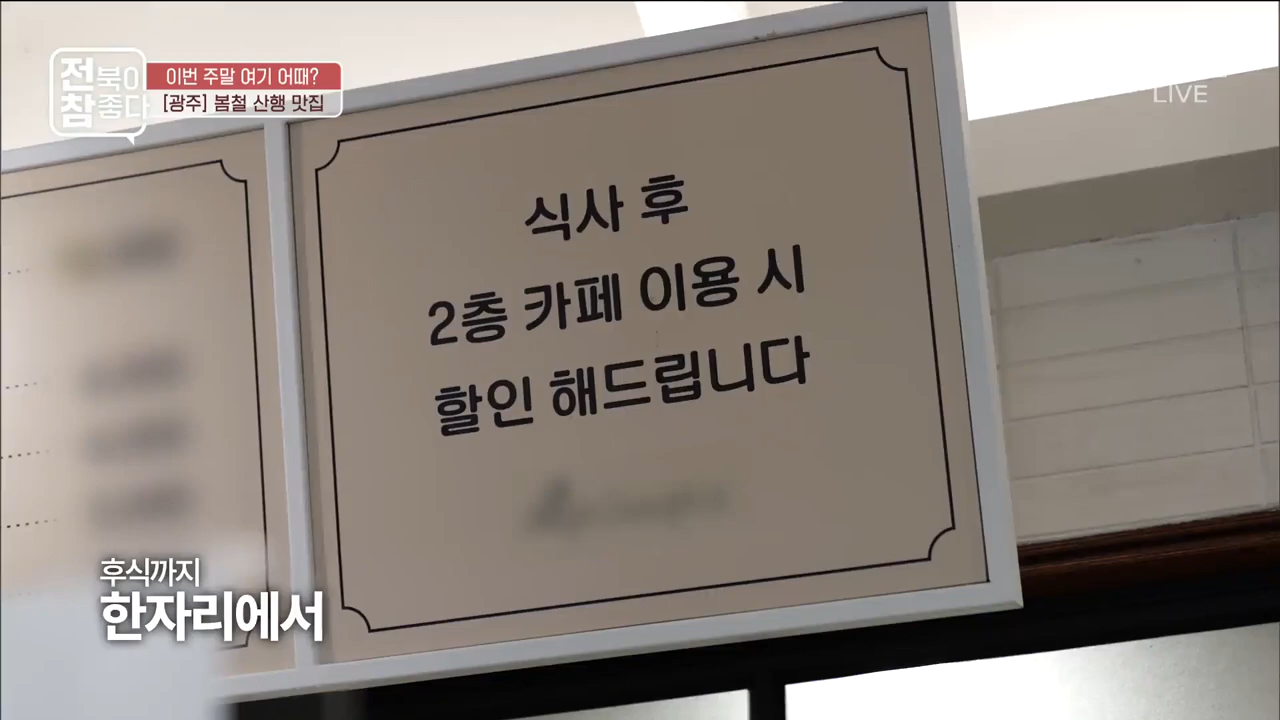 전북이
참좋다
이번 주말 여기 어때?
[광주] 봄철 산행 맛집
LIVE
식사 후
2층 카페 이용 시
할인 해드립니다
후식까지
한자리에서